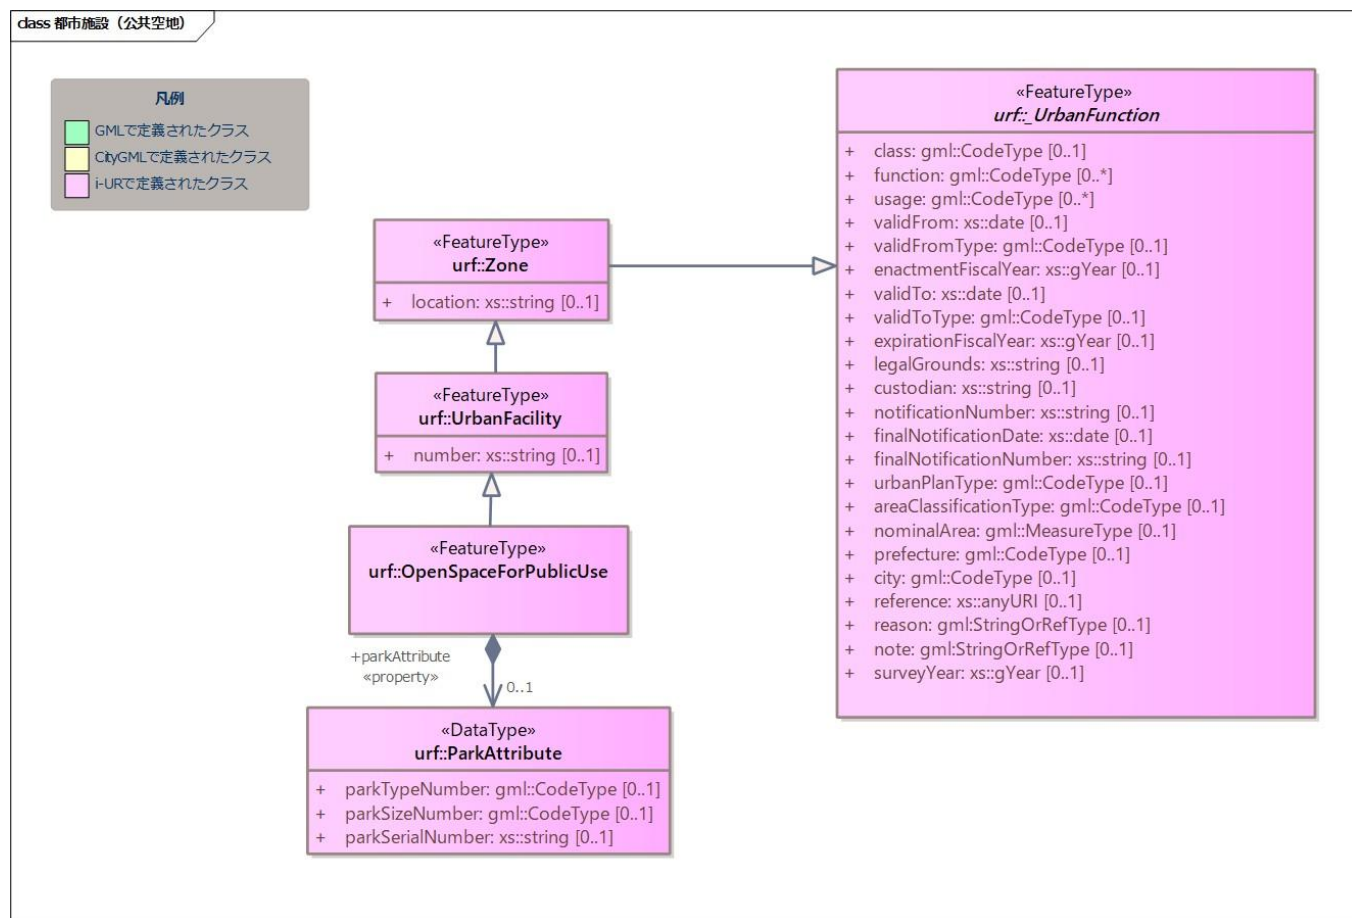 class 都市施設（公共空地）
凡例
GMLで定義されたクラス
CityGMLで定義されたクラス
i-URで定義されたクラス
«FeatureType»
urf::_UrbanFunction
+ class: gml::CodeType [0..1]
+ function: gml::CodeType [0..*]
+ usage: gml::CodeType [0..*]
+ validFrom: xs::date [0..1]
+ validFromType: gml::CodeType [0..1]
+ enactmentFiscalYear: xs::gYear [0..1]
+ validTo: xs::date [0..1]
+ validToType: gml::CodeType [0..1]
+ expirationFiscalYear: xs::gYear [0..1]
+ legalGrounds: xs::string [0..1]
+ custodian: xs::string [0..1]
+ notificationNumber: xs::string [0..1]
+ finalNotificationDate: xs::date [0..1]
+ finalNotificationNumber: xs::string [0..1]
+ urbanPlanType: gml::CodeType [0..1]
+ areaClassificationType: gml::CodeType [0..1]
+ nominalArea: gml::MeasureType [0..1]
+ prefecture: gml::CodeType [0..1]
+ city: gml::CodeType [0..1]
+ reference: xs::anyURI [0..1]
+ reason: gml:StringOrRefType [0..1]
+ note: gml:StringOrRefType [0..1]
+ surveyYear: xs::gYear [0..1]
«FeatureType»
urf::Zone
+ location: xs::string [0..1]
«FeatureType»
urf::UrbanFacility
+ number: xs::string [0..1]
«FeatureType»
urf::OpenSpaceForPublicUse
+parkAttribute
«property»
0..1
«DataType»
urf::ParkAttribute
+ parkTypeNumber: gml::CodeType [0..1]
+ parkSizeNumber: gml::CodeType [0..1]
+ parkSerialNumber: xs::string [0..1]